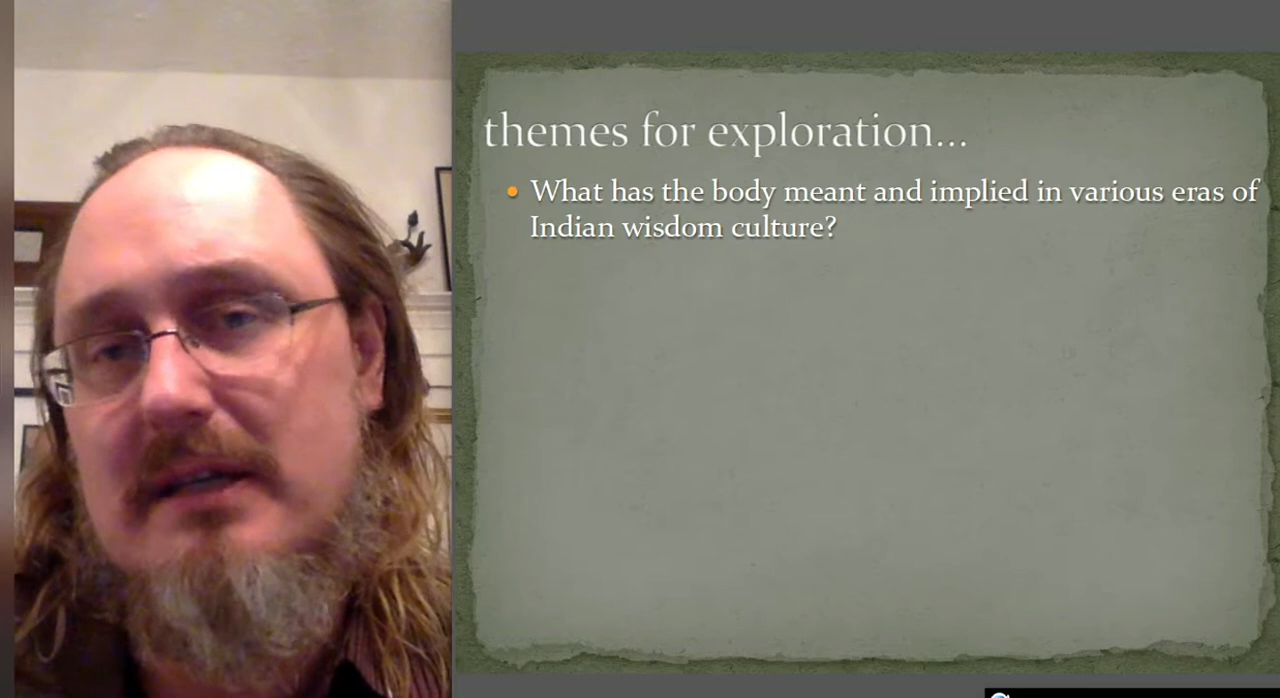 themes for exploration...
What has the body meant and implied in various eras of
Indian wisdom culture?